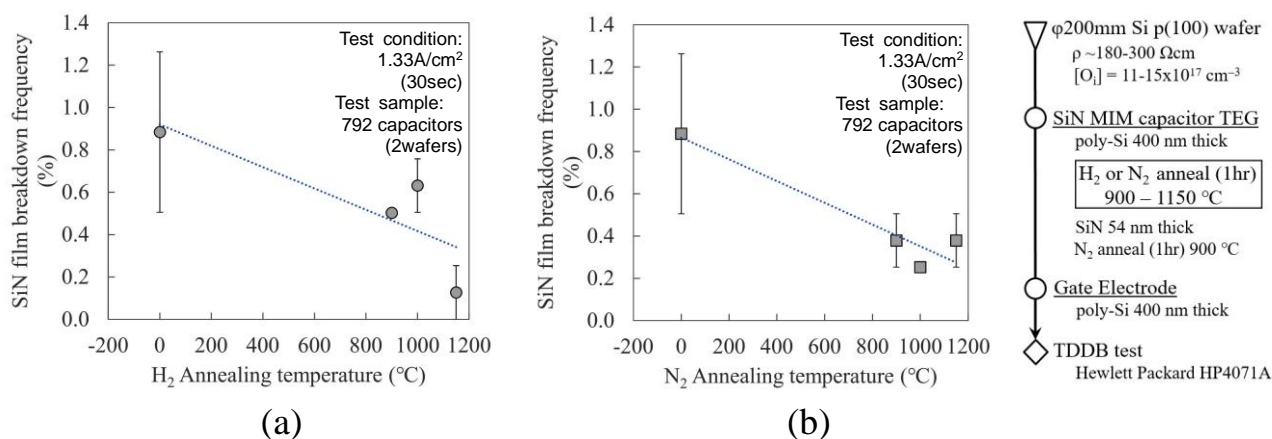 SiN film breakdown frequency
(%)
1.4
1.2
1.0
0.8
0.6
0.4
0.2
0.0
-200 0 200 400 600 800 1000 1200
H₂ Annealing temperature (℃)
Test condition:
1.33A/cm²
(30sec)
Test sample:
792 capacitors
(2wafers)
(a)
SiN film breakdown frequency
(%)
1.4
1.2
1.0
0.8
0.6
0.4
0.2
0.0
-200 0 200 400 600 800 1000 1200
N₂ Annealing temperature (℃)
Test condition:
1.33A/cm²
(30sec)
Test sample:
792 capacitors
(2wafers)
(b)
φ200mm Si p(100) wafer
ρ ~180-300 Ωcm
[Oᵢ] = 11-15x10¹⁷ cm⁻³
SiN MIM capacitor TEG
poly-Si 400 nm thick
H₂ or N₂ anneal (1hr)
900 – 1150 ℃
SiN 54 nm thick
N₂ anneal (1hr) 900 ℃
Gate Electrode
poly-Si 400 nm thick
TDDB test
Hewlett Packard HP4071A